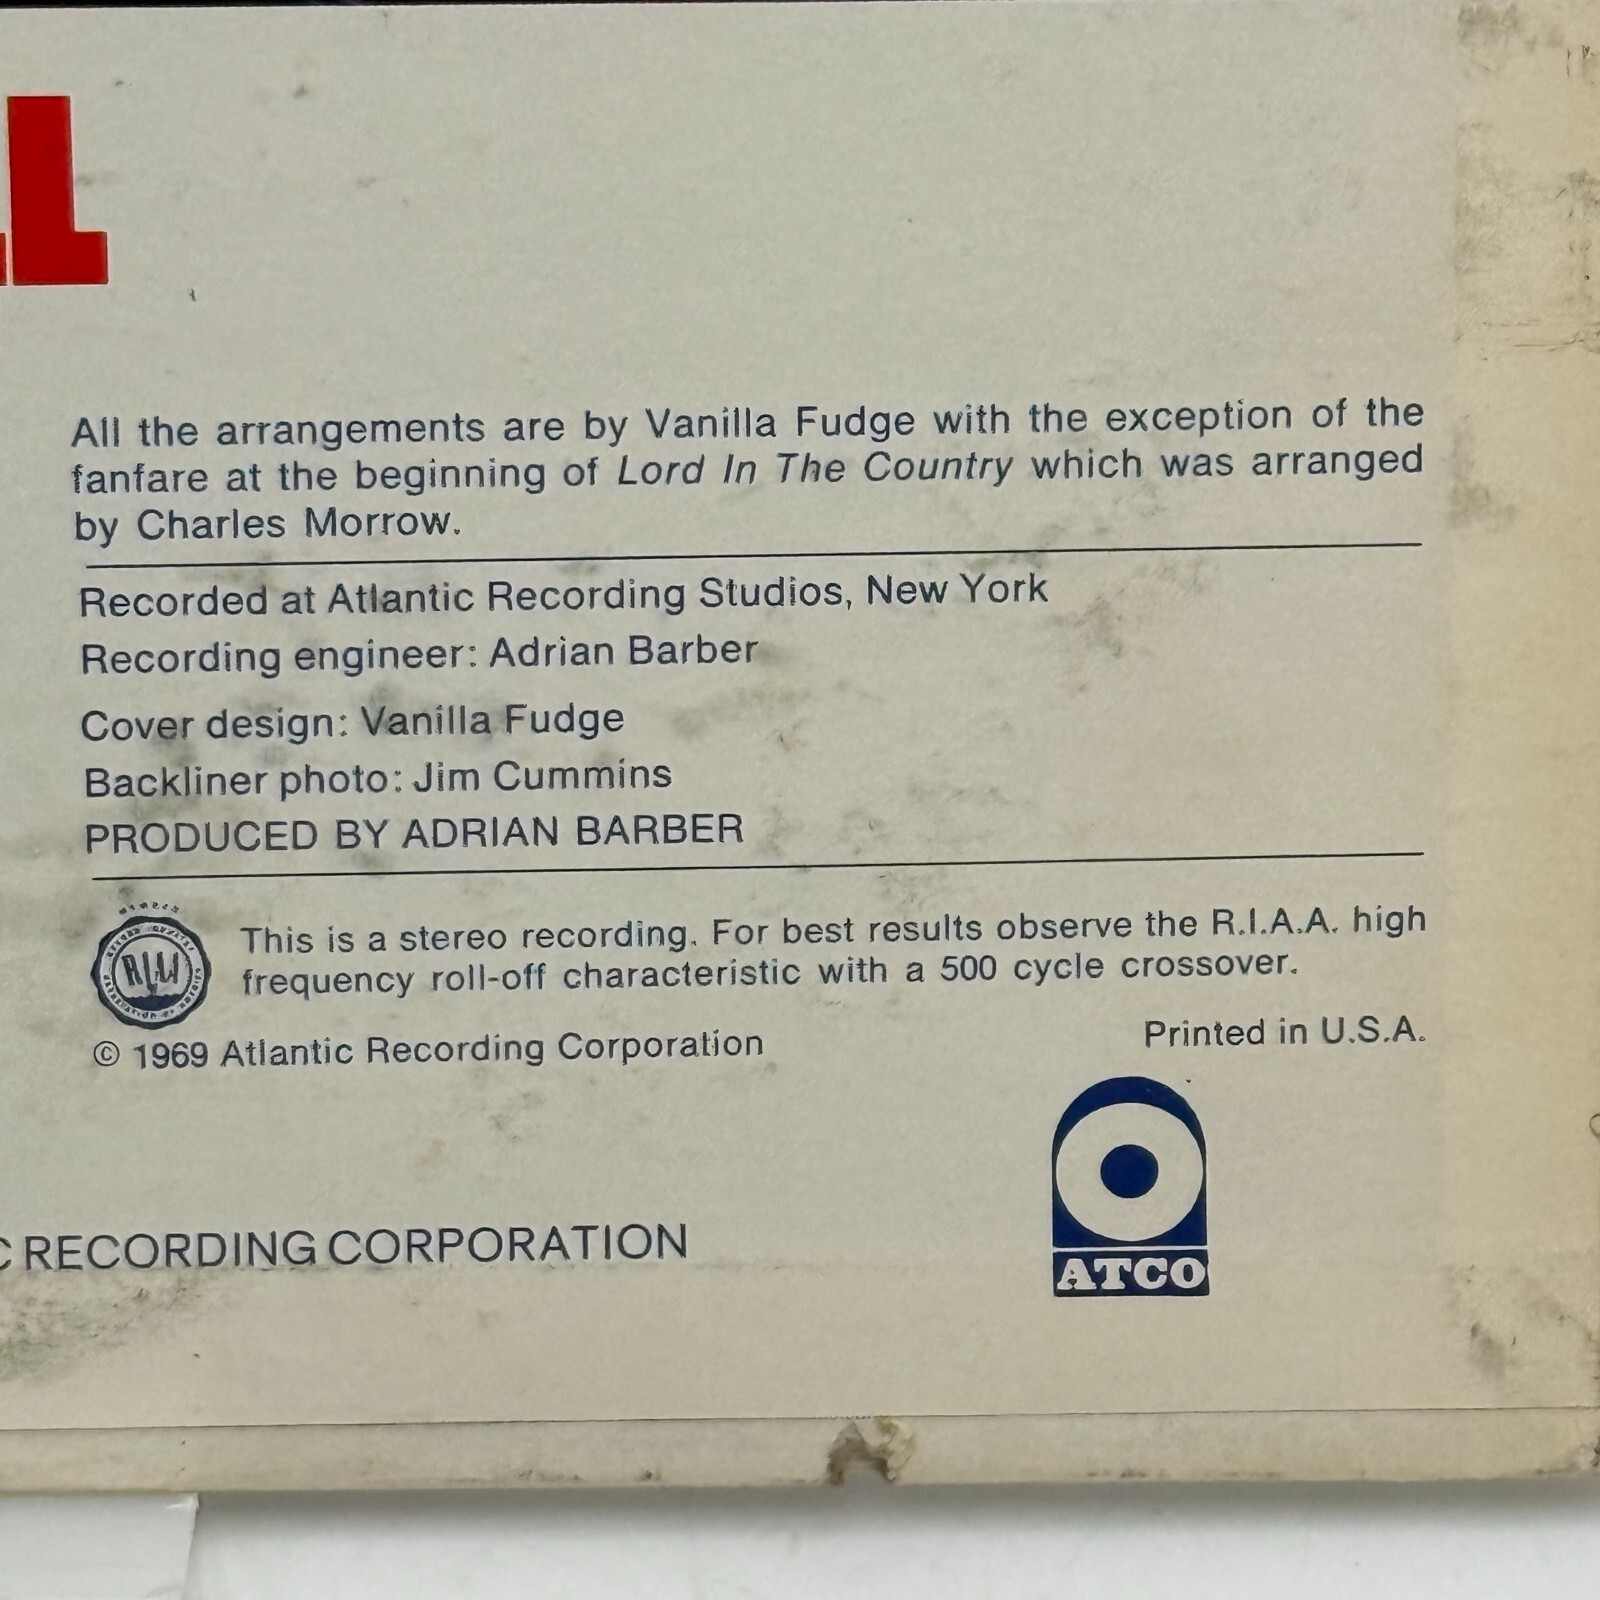 LL
All the arrangements are by Vanilla Fudge with the exception of the
fanfare at the beginning of Lord In The Country which was arranged
by Charles Morrow.
Recorded at Atlantic Recording Studios, New York
Recording engineer: Adrian Barber
Cover design: Vanilla Fudge
Backliner photo: Jim Cummins
PRODUCED BY ADRIAN BARBER
This is a stereo recording. For best results observe the R.I.A.A. high
frequency roll-off characteristic with a 500 cycle crossover.
© 1969 Atlantic Recording Corporation
Printed in U.S.A.
C RECORDING CORPORATION
ATCO